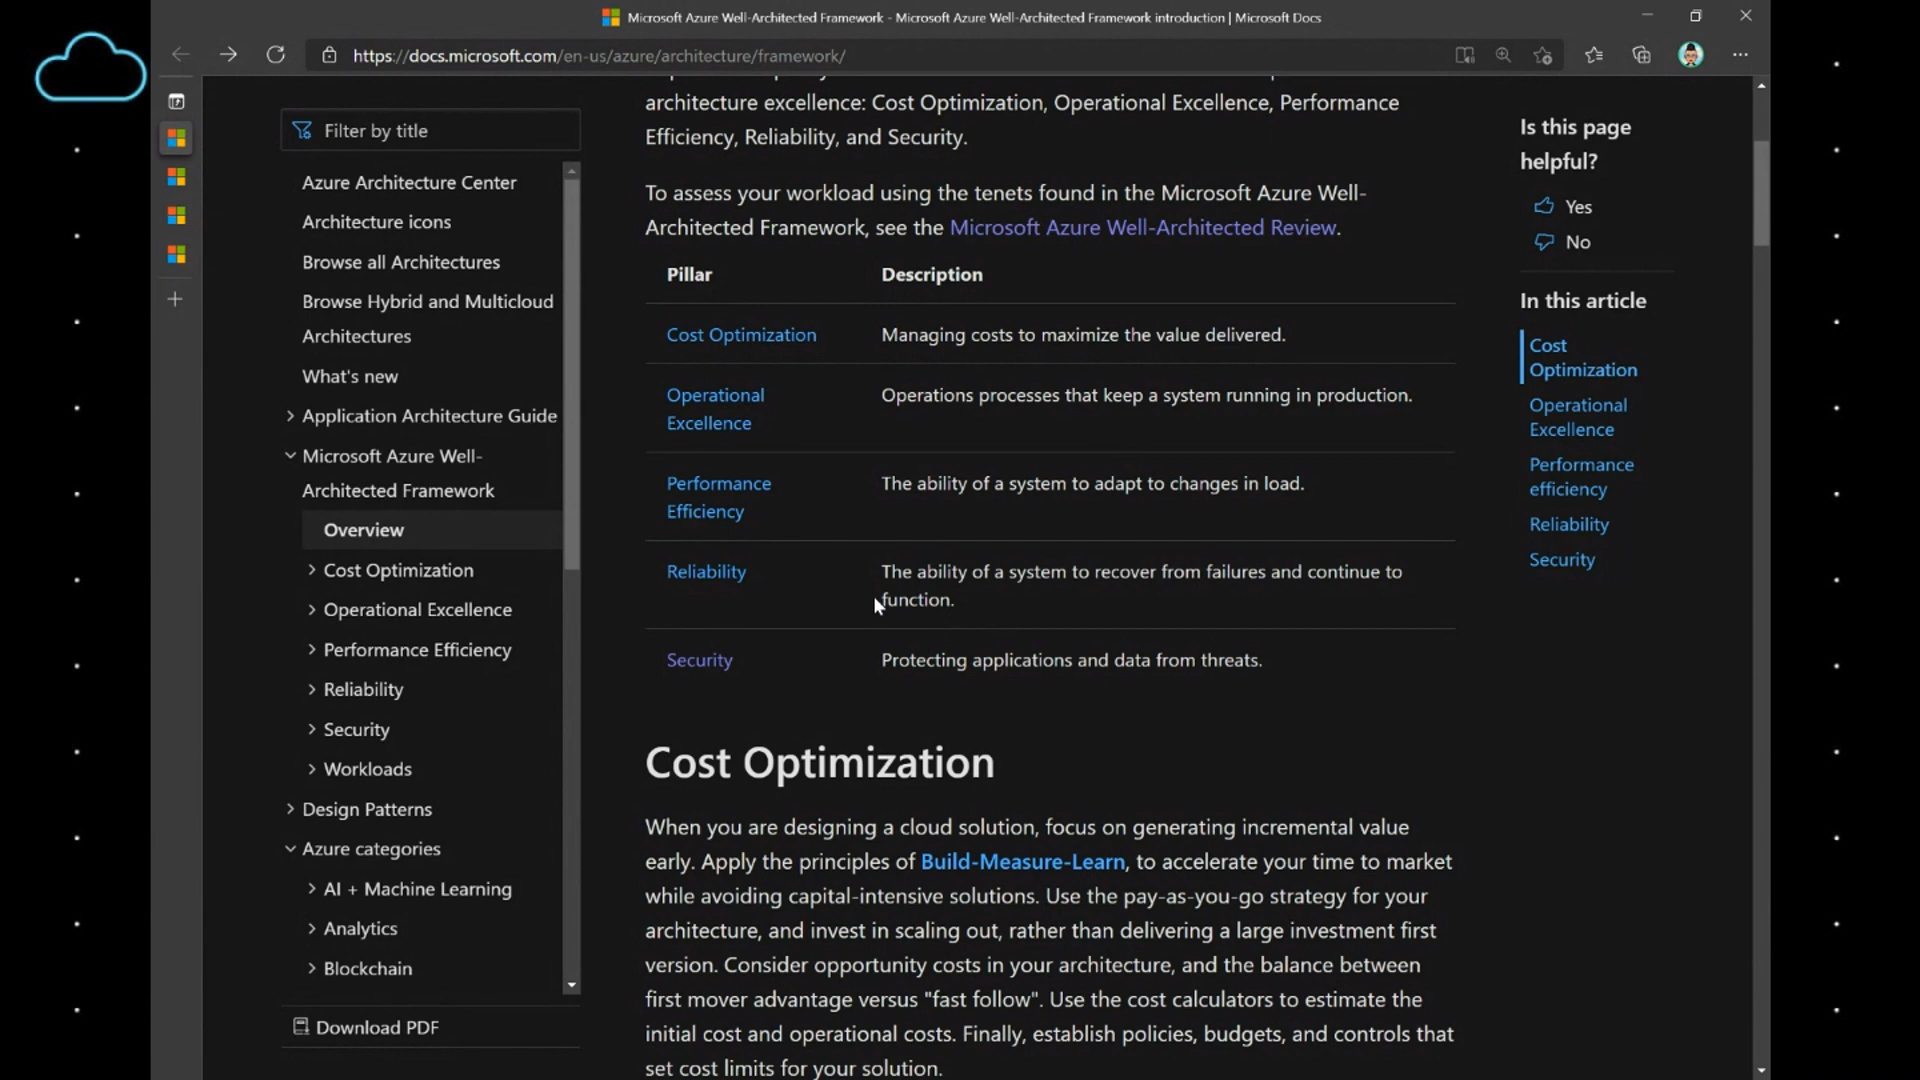 Microsoft Azure Well-Architected Framework - Microsoft Azure Well-Architected Framework introduction | Microsoft Docs
https://docs.microsoft.com/en-us/azure/architecture/framework/
Filter by title
Azure Architecture Center
Architecture icons
Browse all Architectures
Browse Hybrid and Multicloud
Architectures
What's new
Application Architecture Guide
Microsoft Azure Well-
Architected Framework
Overview
Cost Optimization
Operational Excellence
Performance Efficiency
Reliability
Security
Workloads
Design Patterns
Azure categories
AI + Machine Learning
Analytics
Blockchain
Download PDF
architecture excellence: Cost Optimization, Operational Excellence, Performance
Efficiency, Reliability, and Security.
To assess your workload using the tenets found in the Microsoft Azure Well-
Architected Framework, see the Microsoft Azure Well-Architected Review.
Pillar Description
Cost Optimization Managing costs to maximize the value delivered.
Operational Operations processes that keep a system running in production.
Excellence
Performance The ability of a system to adapt to changes in load.
Efficiency
Reliability The ability of a system to recover from failures and continue to
function.
Security Protecting applications and data from threats.
Cost Optimization
When you are designing a cloud solution, focus on generating incremental value
early. Apply the principles of Build-Measure-Learn, to accelerate your time to market
while avoiding capital-intensive solutions. Use the pay-as-you-go strategy for your
architecture, and invest in scaling out, rather than delivering a large investment first
version. Consider opportunity costs in your architecture, and the balance between
first mover advantage versus "fast follow". Use the cost calculators to estimate the
initial cost and operational costs. Finally, establish policies, budgets, and controls that
set cost limits for your solution.
Is this page
helpful?
Yes
No
In this article
Cost
Optimization
Operational
Excellence
Performance
efficiency
Reliability
Security